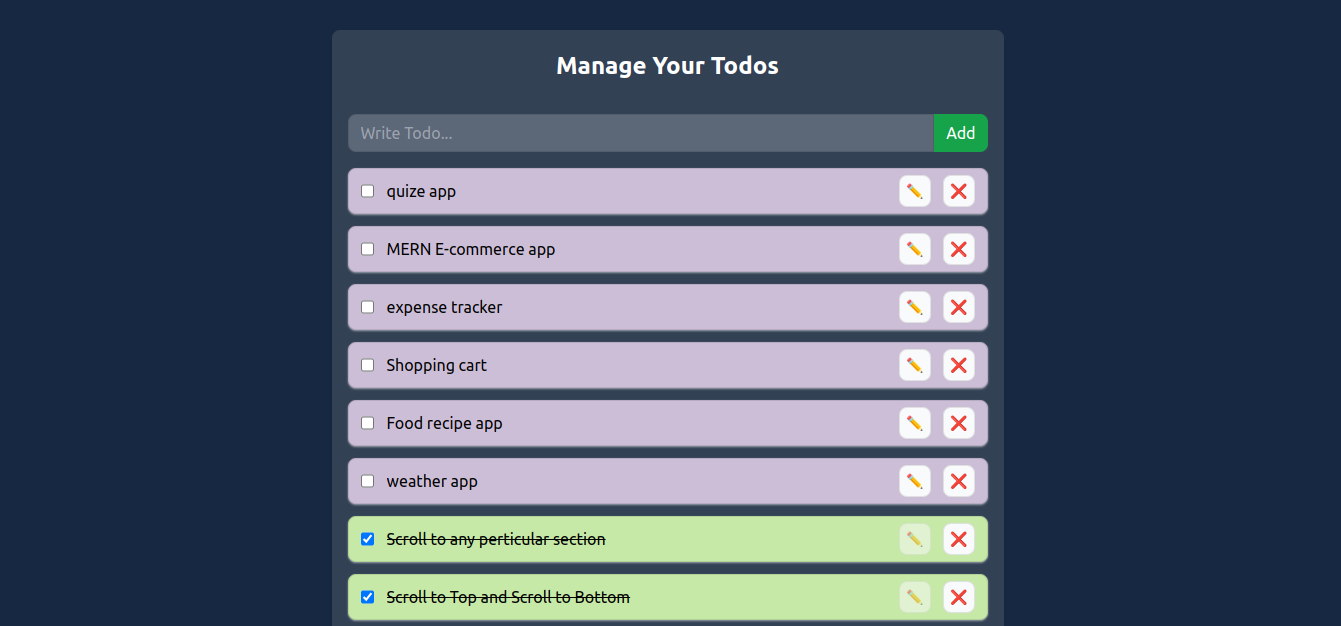 Manage Your Todos
Write Todo...
Add
quize app
MERN E-commerce app
expense tracker
Shopping cart
Food recipe app
weather app
Scroll to any perticular section
Scroll to Top and Scroll to Bottom